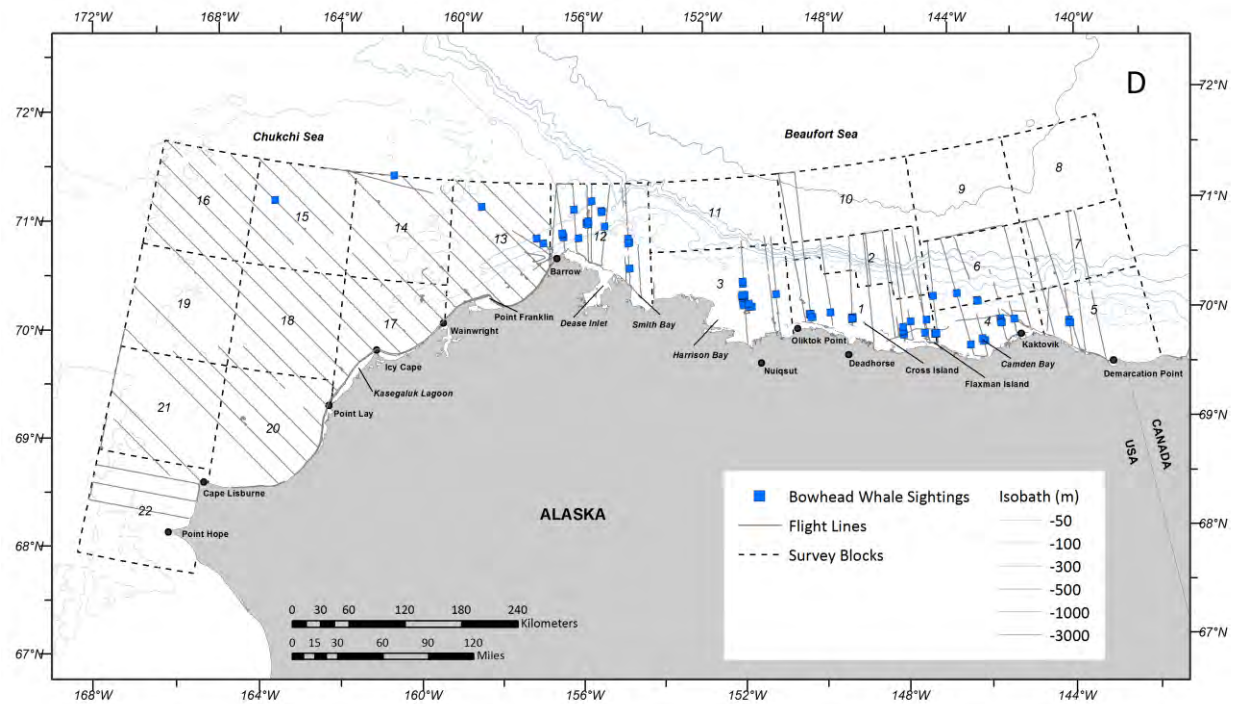 172°W 168°W 164°W 160°W 156°W 152°W 148°W 144°W 140°W
D
72°N 72°N
Chukchi Sea Beaufort Sea
8
9
10
16
15
11
71°N 71°N
14
13
12
7
2
6
Barrow
3
19
18
1
5
70°N 70°N
17
Point Franklin
Dease Inlet
Smith Bay
4
Wainwright
Harrison Bay
Oliktok Point
Kaktovik
Icy Cape
Nuiqsut
Deadhorse
Cross Island
Camden Bay
Demarcation Point
Flaxman Island
Kasegaluk Lagoon
21
Point Lay
20
69°N 69°N
CANADA
USA
Cape Lisburne
22
ALASKA
Point Hope
68°N 68°N
Bowhead Whale Sightings
Flight Lines
Survey Blocks
Isobath (m)
-50
-100
-300
-500
-1000
-3000
0 30 60 120 180 240
Kilometers
0 15 30 60 90 120
Miles
67°N 67°N
168°W 164°W 160°W 156°W 152°W 148°W 144°W